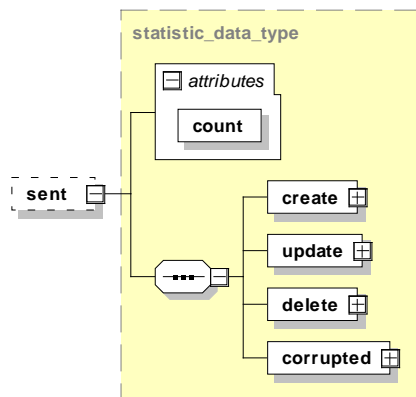 statistic_data_type
attributes
count
sent
create
update
delete
corrupted